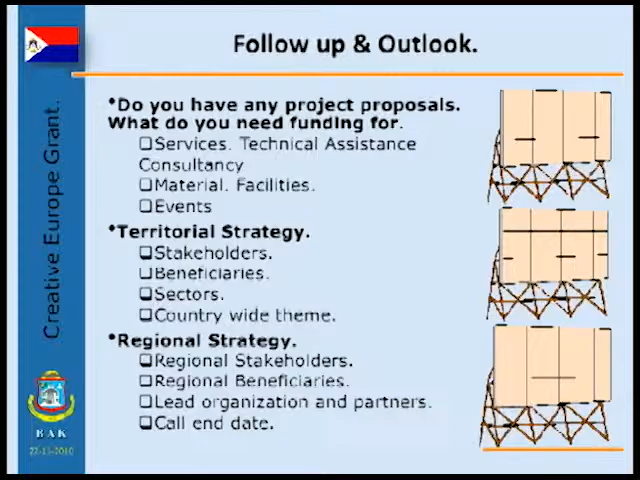 Follow up & Outlook.
Creative Europe Grant.
•Do you have any project proposals.
What do you need funding for.
❑Services. Technical Assistance
Consultancy
❑Material. Facilities.
❑Events
•Territorial Strategy.
❑Stakeholders.
❑Beneficiaries.
❑Sectors.
❑Country wide theme.
•Regional Strategy.
❑Regional Stakeholders.
❑Regional Beneficiaries.
❑Lead organization and partners.
❑Call end date.
BAK